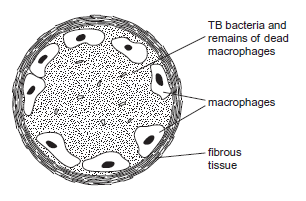 TB bacteria and
remains of dead
macrophages
macrophages
fibrous
tissue